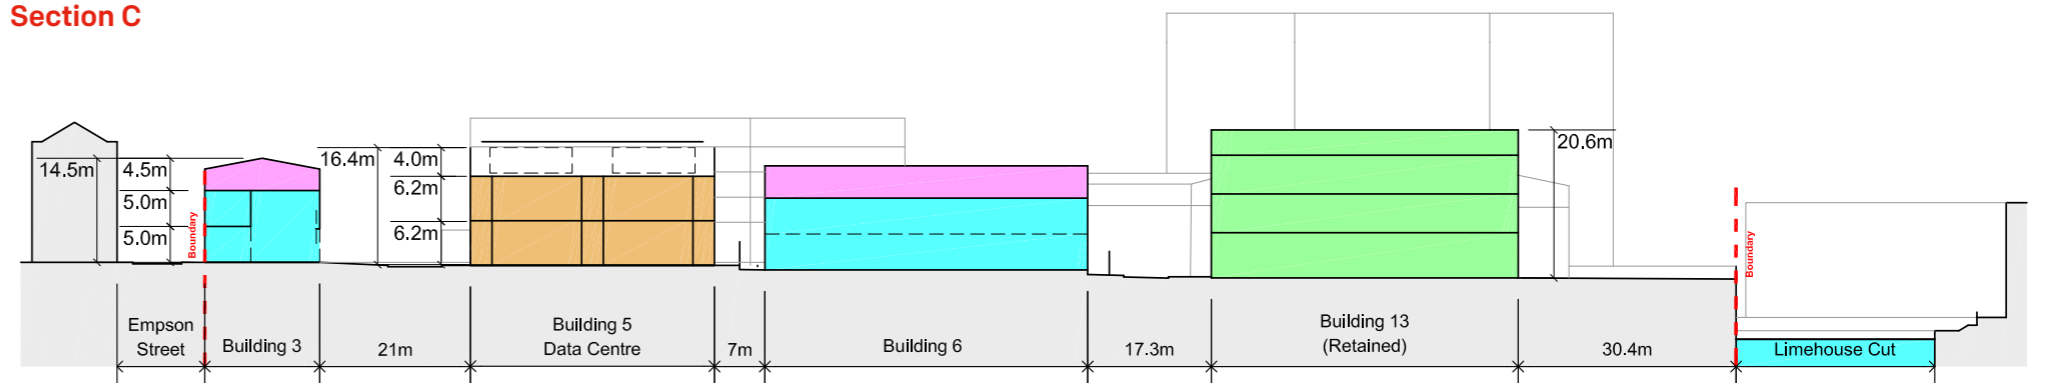 Section C
14.5m
4.5m
5.0m
5.0m
Boundary
16.4m
4.0m
6.2m
6.2m
20.6m
Boundary
Empson
Street
Building 3
21m
Building 5
Data Centre
7m
Building 6
17.3m
Building 13
(Retained)
30.4m
Limehouse Cut